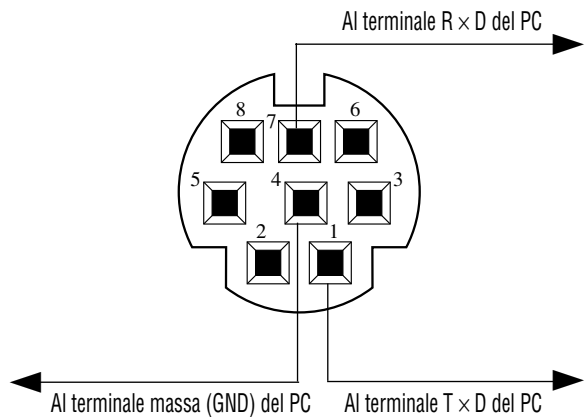 Al terminale R × D del PC
8 7 6
5 4 3
2 1
Al terminale massa (GND) del PC
Al terminale T × D del PC